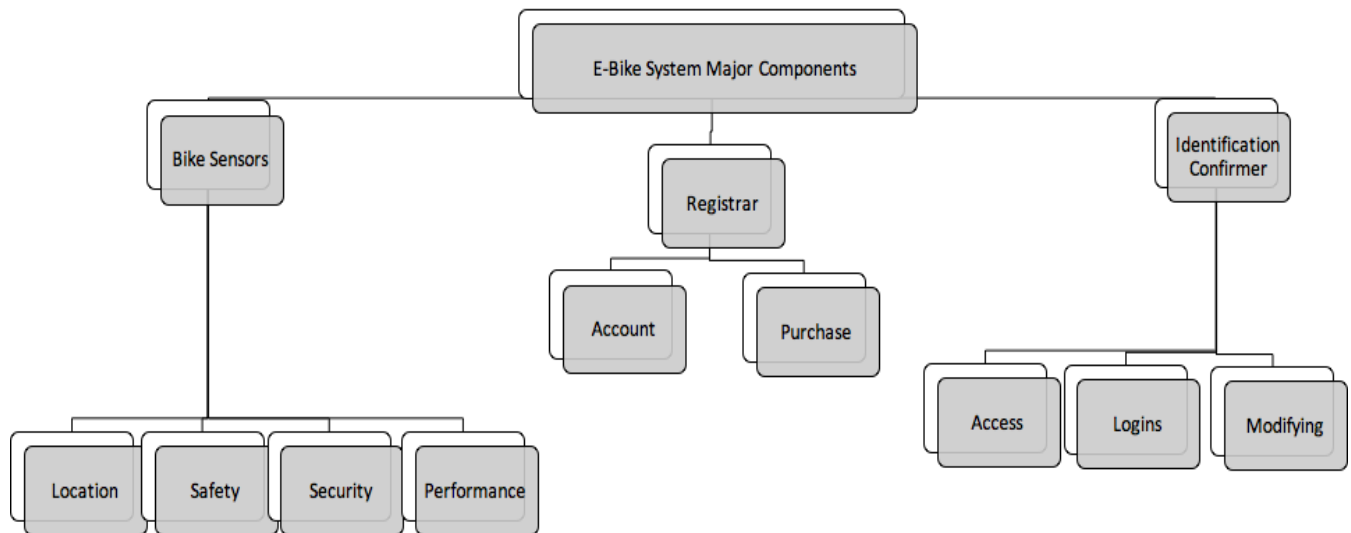 E-Bike System Major Components
Bike Sensors
Identification
Confirmer
Registrar
Account
Purchase
Access
Logins
Modifying
Location
Safety
Security
Performance